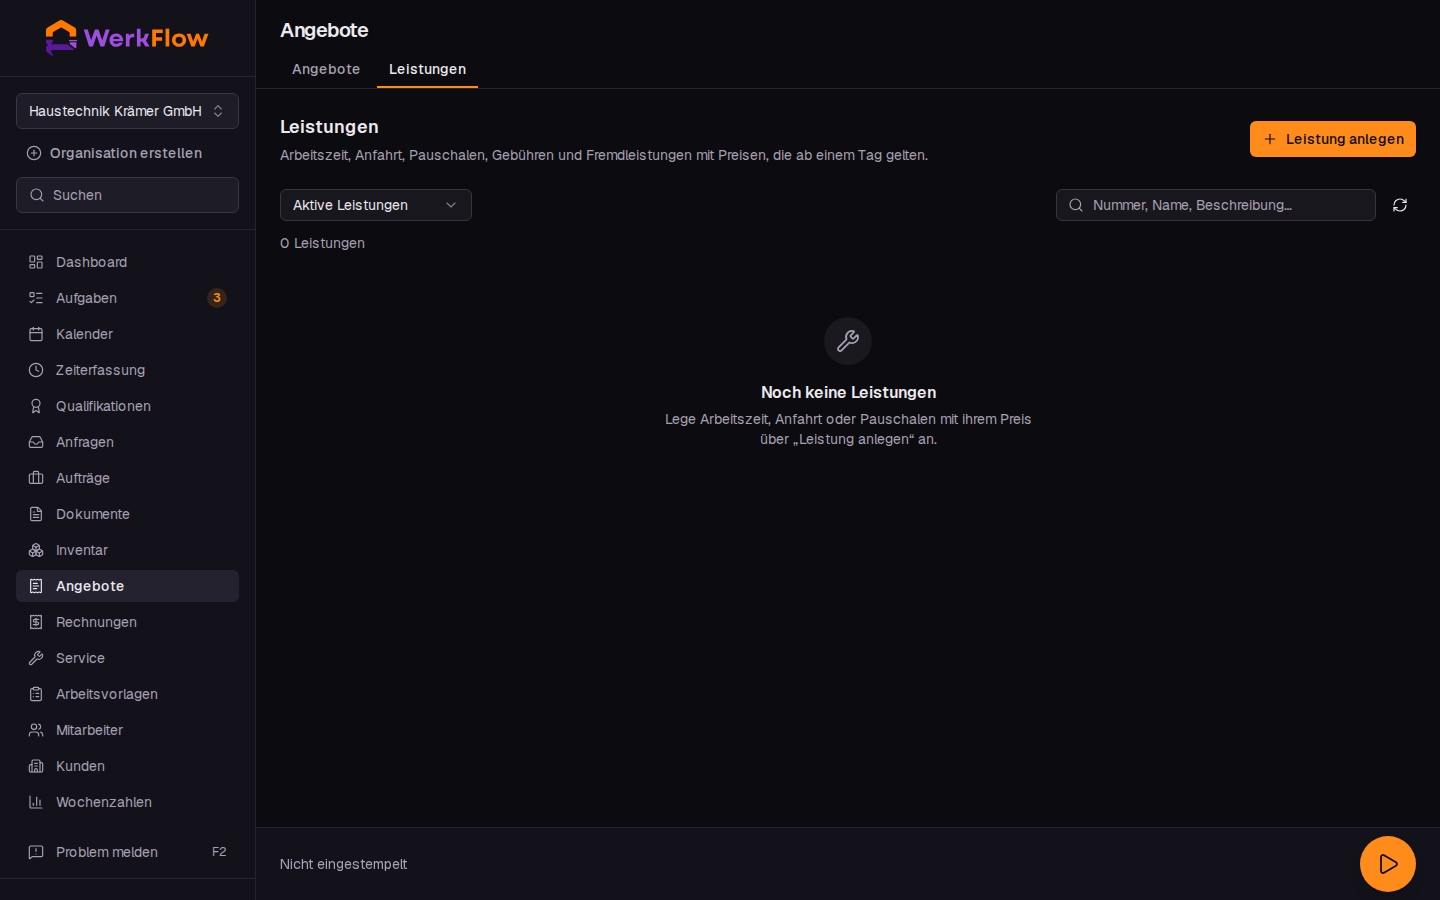 WerkFlow
Haustechnik Krämer GmbH
Organisation erstellen
Suchen
Dashboard
Aufgaben 3
Kalender
Zeiterfassung
Qualifikationen
Anfragen
Aufträge
Dokumente
Inventar
Angebote
Rechnungen
Service
Arbeitsvorlagen
Mitarbeiter
Kunden
Wochenzahlen
Problem melden F2
Angebote
Angebote Leistungen
Leistungen
Arbeitszeit, Anfahrt, Pauschalen, Gebühren und Fremdleistungen mit Preisen, die ab einem Tag gelten.
Leistung anlegen
Aktive Leistungen
Nummer, Name, Beschreibung…
0 Leistungen
Noch keine Leistungen
Lege Arbeitszeit, Anfahrt oder Pauschalen mit ihrem Preis
über „Leistung anlegen“ an.
Nicht eingestempelt